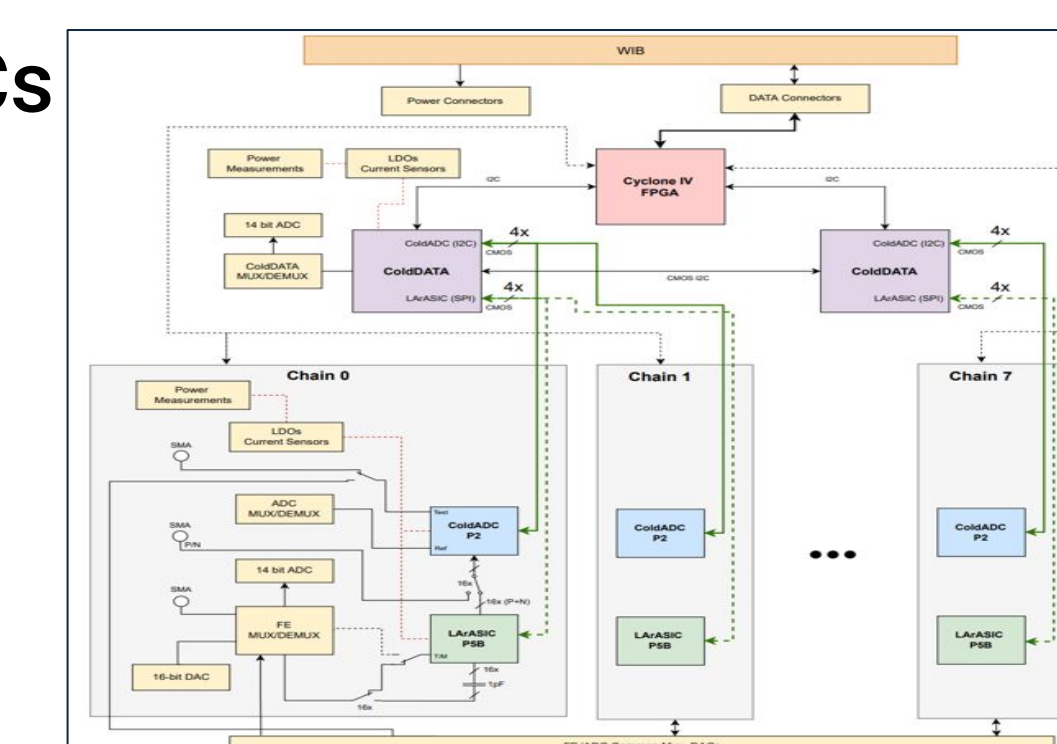 Cs
WIB
Power Connectors
DATA Connectors
Power
Measurements
LDOs
Current Sensors
I2C
Cyclone IV
FPGA
I2C
14 bit ADC
ColdDATA
MUX/DEMUX
ColdADC (I2C)
4x
CMOS
ColdDATA
LArASIC (SPI)
4x
CMOS
CMOS I2C
ColdADC (I2C)
4x
CMOS
ColdDATA
LArASIC (SPI)
4x
CMOS
Chain 0
Power
Measurements
LDOs
Current Sensors
SMA
ADC
MUX/DEMUX
Test
ColdADC
P2
Ref
SMA
P/N
14 bit ADC
16x
16x (P+N)
SMA
FE
MUX/DEMUX
LArASIC
P5B
T/M
16-bit DAC
16x
1pF
16x
Chain 1
ColdADC
P2
LArASIC
P5B
Chain 7
ColdADC
P2
LArASIC
P5B